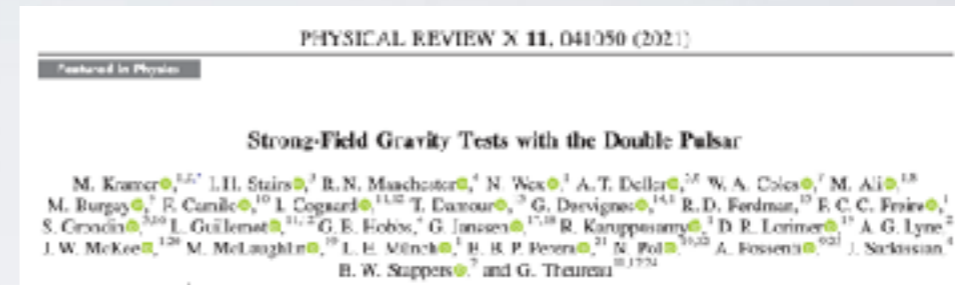 PHYSICAL REVIEW X 11, 041050 (2021)
Featured in Physics
Strong-Field Gravity Tests with the Double Pulsar
M. Kramer, I.H. Stairs, R.N. Manchester, N. Wex, A.T. Deller, W.A. Coles, M. Ali,
M. Burgay, F. Camilo, I. Cognard, T. Damour, G. Desvignes, R.D. Ferdman, P.C.C. Freire,
S. Grondin, L. Guillemot, G.B. Hobbs, G. Janssen, R. Karuppusamy, D.R. Lorimer, A.G. Lyne,
J.W. McKee, M. McLaughlin, L.E. Münch, B.B.P. Perera, N. Pol, A. Possenti, J. Sarkissian,
B.W. Stappers, and G. Theureau